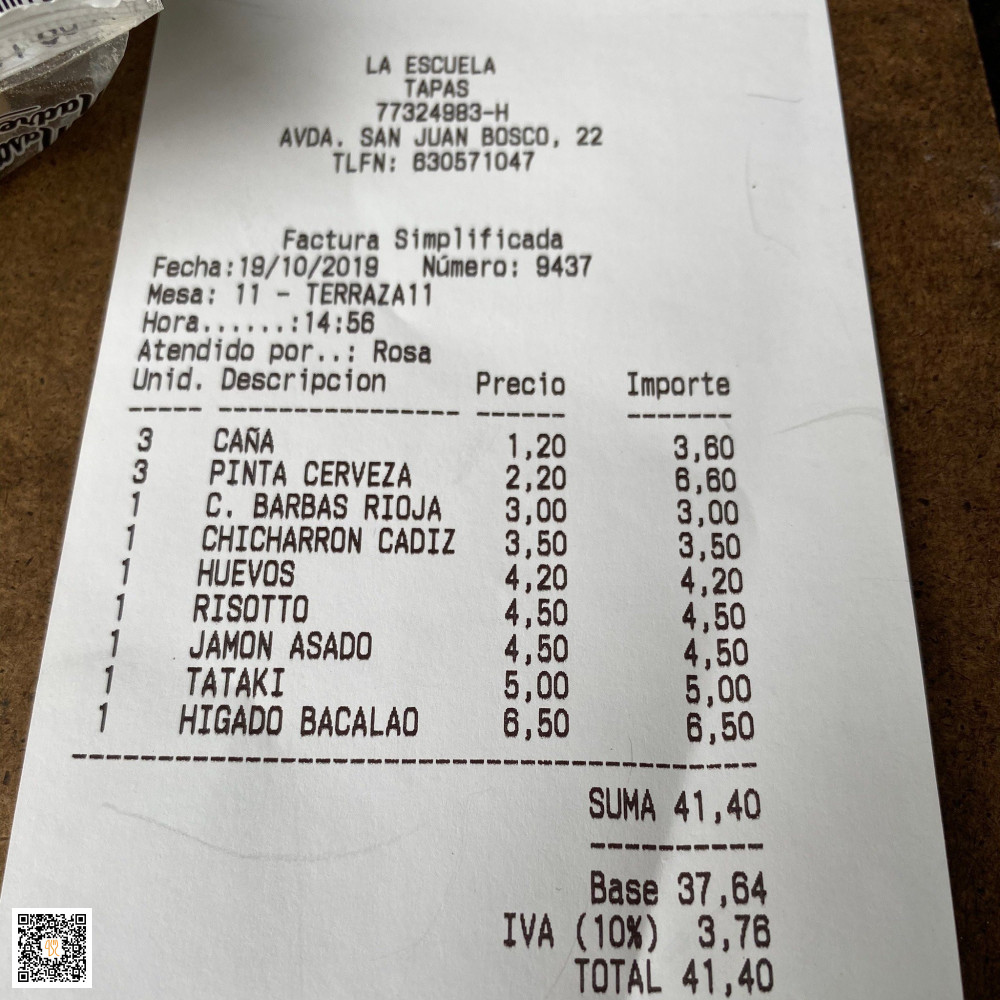 LA ESCUELA
TAPAS
77324983-H
AVDA. SAN JUAN BOSCO, 22
TLFN: 630571047
Factura Simplificada
Fecha:19/10/2019 Número: 9437
Mesa: 11 - TERRAZA11
Hora......:14:56
Atendido por..: Rosa
Unid. Descripcion Precio Importe
3 CAÑA 1,20 3,60
3 PINTA CERVEZA 2,20 6,60
1 C. BARBAS RIOJA 3,00 3,00
1 CHICHARRON CADIZ 3,50 3,50
1 HUEVOS 4,20 4,20
1 RISOTTO 4,50 4,50
1 JAMON ASADO 4,50 4,50
1 TATAKI 5,00 5,00
1 HIGADO BACALAO 6,50 6,50
SUMA 41,40
Base 37,64
IVA (10%) 3,76
TOTAL 41,40